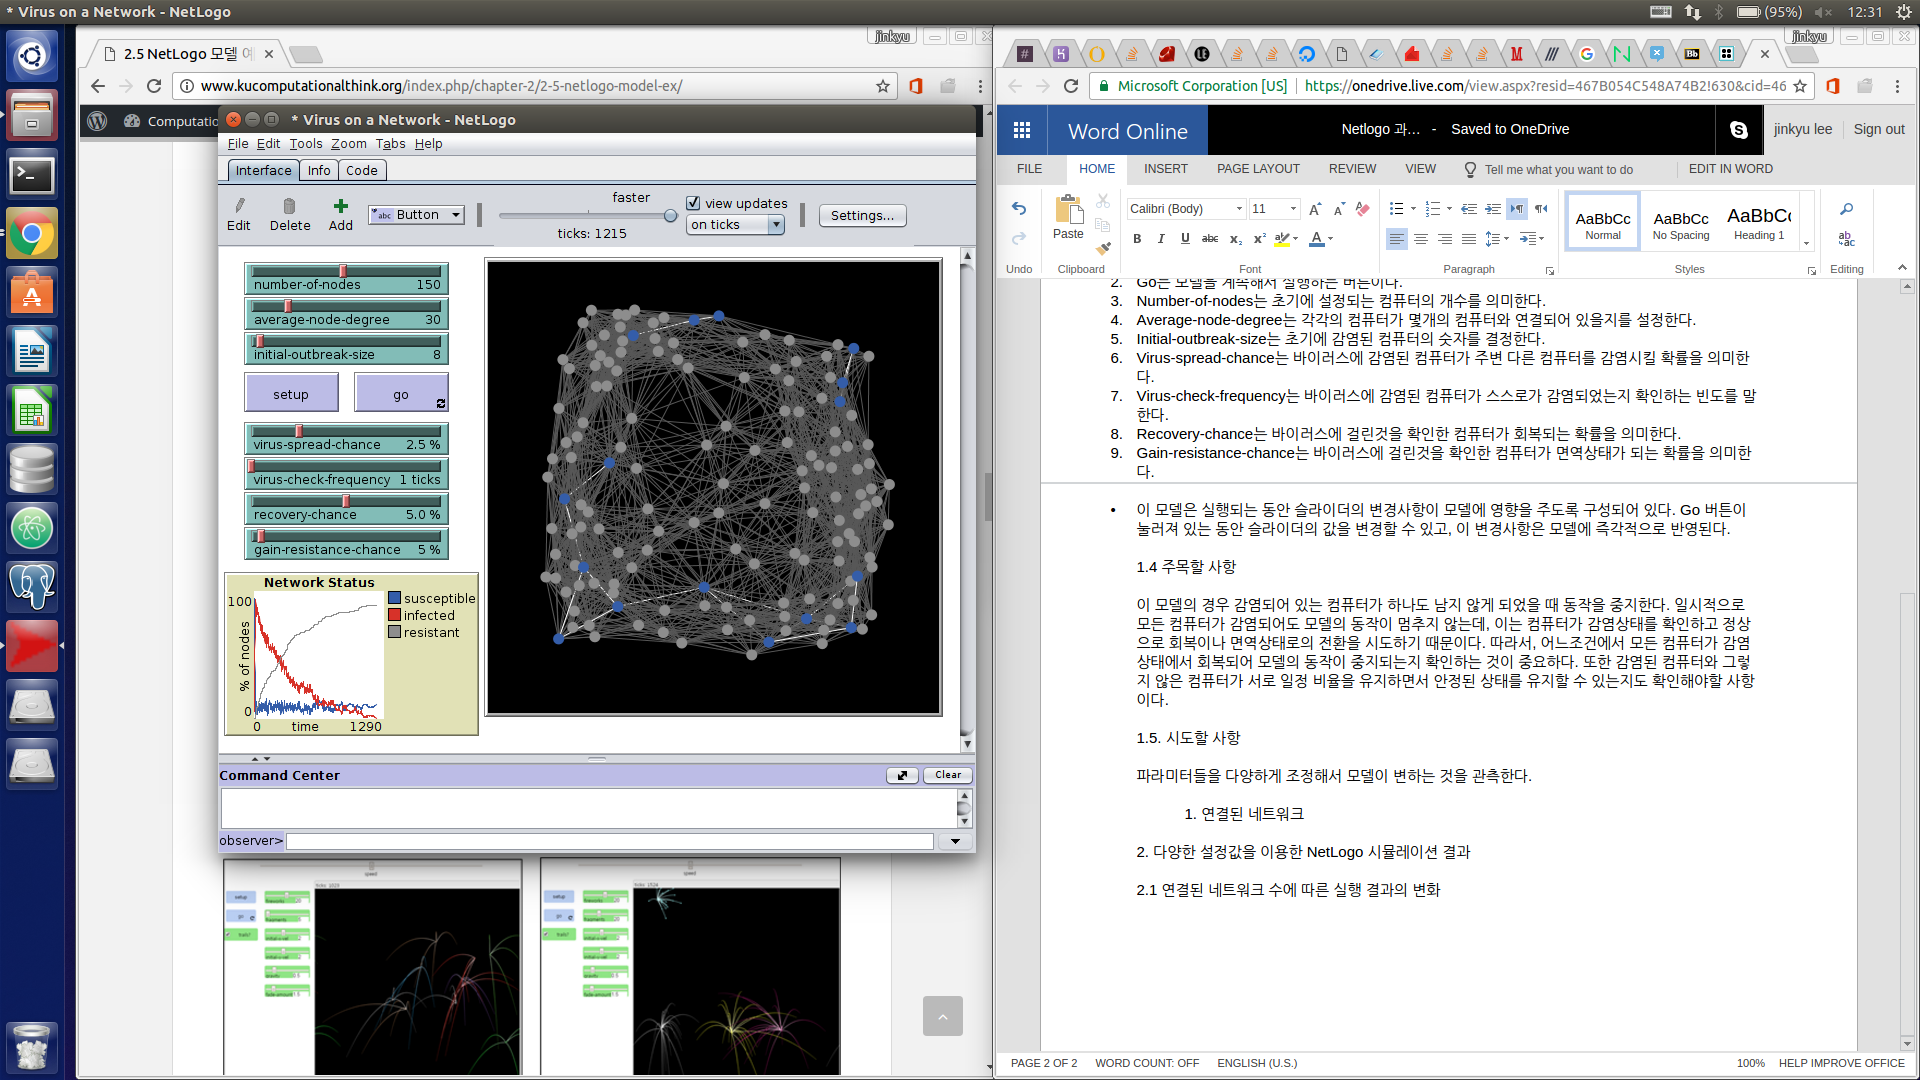 * Virus on a Network - NetLogo
(95%)
12:31
jinkyu
2.5 NetLogo 모델 예
www.kucomputationalthink.org/index.php/chapter-2/2-5-netlogo-model-ex/
Computatio
* Virus on a Network - NetLogo
File Edit Tools Zoom Tabs Help
Interface Info Code
Edit Delete Add
abc Button
faster
ticks: 1215
view updates
on ticks
Settings...
number-of-nodes 150
average-node-degree 30
initial-outbreak-size 8
setup go
virus-spread-chance 2.5 %
virus-check-frequency 1 ticks
recovery-chance 5.0 %
gain-resistance-chance 5 %
Network Status
100
% of nodes
0
0 time 1290
susceptible
infected
resistant
Command Center
Clear
observer>
speed
speed
setup
go
setup
go
jinkyu
Microsoft Corporation [US]
https://onedrive.live.com/view.aspx?resid=467B054C548A74B2!630&cid=46
Word Online
Netlogo 과... - Saved to OneDrive
jinkyu lee
Sign out
FILE HOME INSERT PAGE LAYOUT REVIEW VIEW
Tell me what you want to do
EDIT IN WORD
Paste
Calibri (Body) 11
B I U abc x₂ x²
AaBbCc AaBbCc AaBbCc
Normal No Spacing Heading 1
Undo Clipboard Font Paragraph Styles Editing
2. Go는 모델을 계속해서 실행하는 버튼이다.
3. Number-of-nodes는 초기에 설정되는 컴퓨터의 개수를 의미한다.
4. Average-node-degree는 각각의 컴퓨터가 몇개의 컴퓨터와 연결되어 있을지를 설정한다.
5. Initial-outbreak-size는 초기에 감염된 컴퓨터의 숫자를 결정한다.
6. Virus-spread-chance는 바이러스에 감염된 컴퓨터가 주변 다른 컴퓨터를 감염시킬 확률을 의미한
다.
7. Virus-check-frequency는 바이러스에 감염된 컴퓨터가 스스로가 감염되었는지 확인하는 빈도를 말
한다.
8. Recovery-chance는 바이러스에 걸린것을 확인한 컴퓨터가 회복되는 확률을 의미한다.
9. Gain-resistance-chance는 바이러스에 걸린것을 확인한 컴퓨터가 면역상태가 되는 확률을 의미한
다.
• 이 모델은 실행되는 동안 슬라이더의 변경사항이 모델에 영향을 주도록 구성되어 있다. Go 버튼이
눌러져 있는 동안 슬라이더의 값을 변경할 수 있고, 이 변경사항은 모델에 즉각적으로 반영된다.
1.4 주목할 사항
이 모델의 경우 감염되어 있는 컴퓨터가 하나도 남지 않게 되었을 때 동작을 중지한다. 일시적으로
모든 컴퓨터가 감염되어도 모델의 동작이 멈추지 않는데, 이는 컴퓨터가 감염상태를 확인하고 정상
으로 회복이나 면역상태로의 전환을 시도하기 때문이다. 따라서, 어느조건에서 모든 컴퓨터가 감염
상태에서 회복되어 모델의 동작이 중지되는지 확인하는 것이 중요하다. 또한 감염된 컴퓨터와 그렇
지 않은 컴퓨터가 서로 일정 비율을 유지하면서 안정된 상태를 유지할 수 있는지도 확인해야할 사항
이다.
1.5. 시도할 사항
파라미터들을 다양하게 조정해서 모델이 변하는 것을 관측한다.
1. 연결된 네트워크
2. 다양한 설정값을 이용한 NetLogo 시뮬레이션 결과
2.1 연결된 네트워크 수에 따른 실행 결과의 변화
PAGE 2 OF 2 WORD COUNT: OFF ENGLISH (U.S.)
100% HELP IMPROVE OFFICE